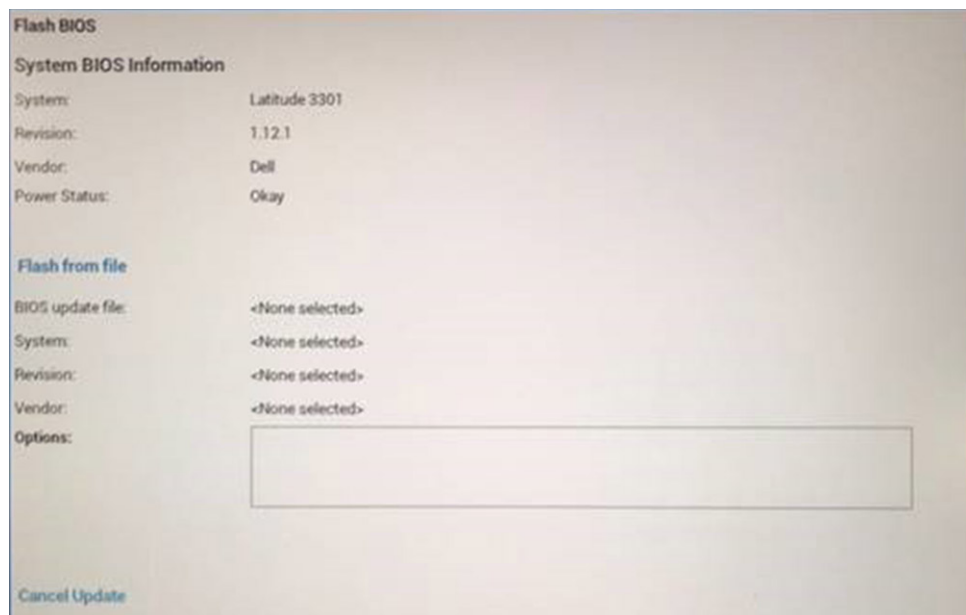 Flash BIOS
System BIOS Information
System: Latitude 3301
Revision: 1.12.1
Vendor: Dell
Power Status: Okay
Flash from file
BIOS update file: <None selected>
System: <None selected>
Revision: <None selected>
Vendor: <None selected>
Options:
Cancel Update